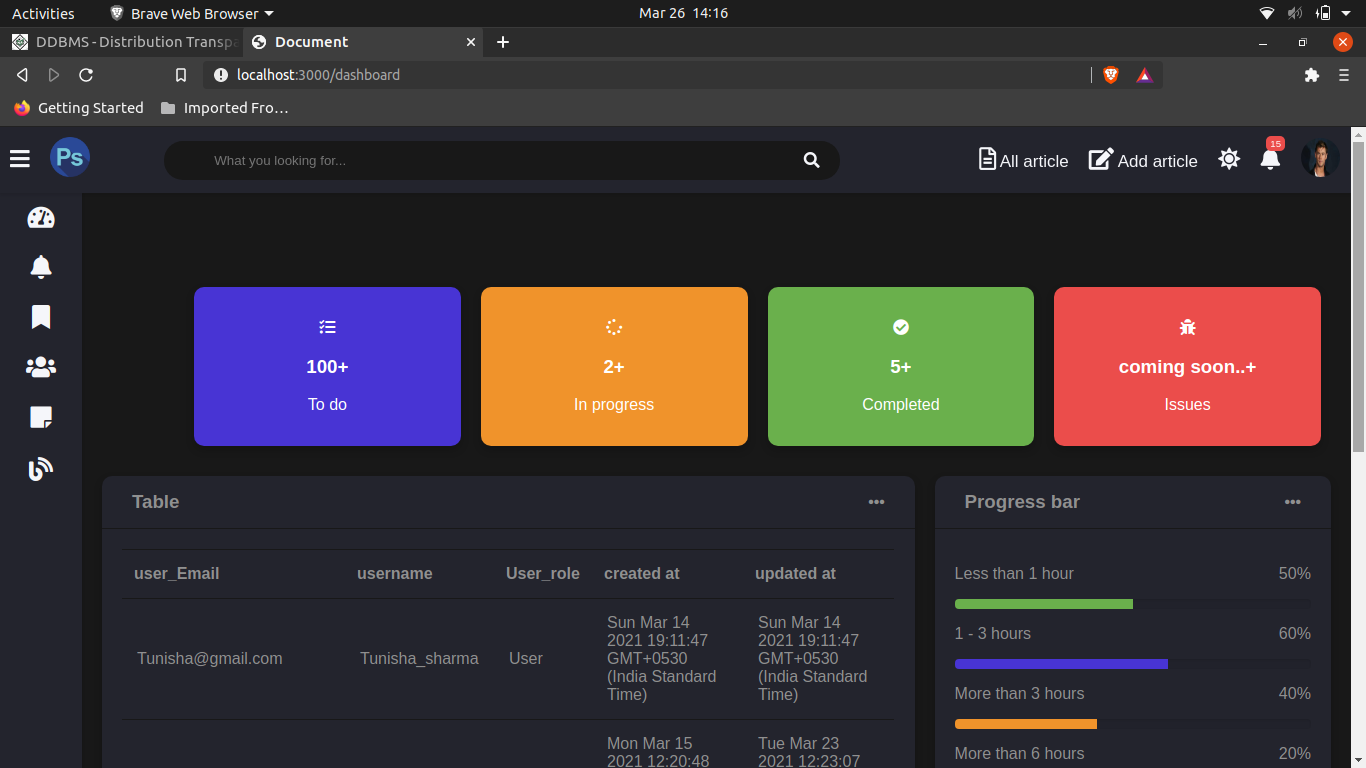 Activities
Brave Web Browser
Mar 26 14:16
DDBMS - Distribution Transpa
Document
localhost:3000/dashboard
Getting Started
Imported Fro…
Ps
What you looking for...
All article
Add article
15
100+
To do
2+
In progress
5+
Completed
coming soon..+
Issues
Table
user_Email username User_role created at updated at
Tunisha@gmail.com
Tunisha_sharma
User
Sun Mar 14
2021 19:11:47
GMT+0530
(India Standard
Time)
Sun Mar 14
2021 19:11:47
GMT+0530
(India Standard
Time)
Mon Mar 15
2021 12:20:48
Tue Mar 23
2021 12:23:07
Progress bar
Less than 1 hour 50%
1 - 3 hours 60%
More than 3 hours 40%
More than 6 hours 20%